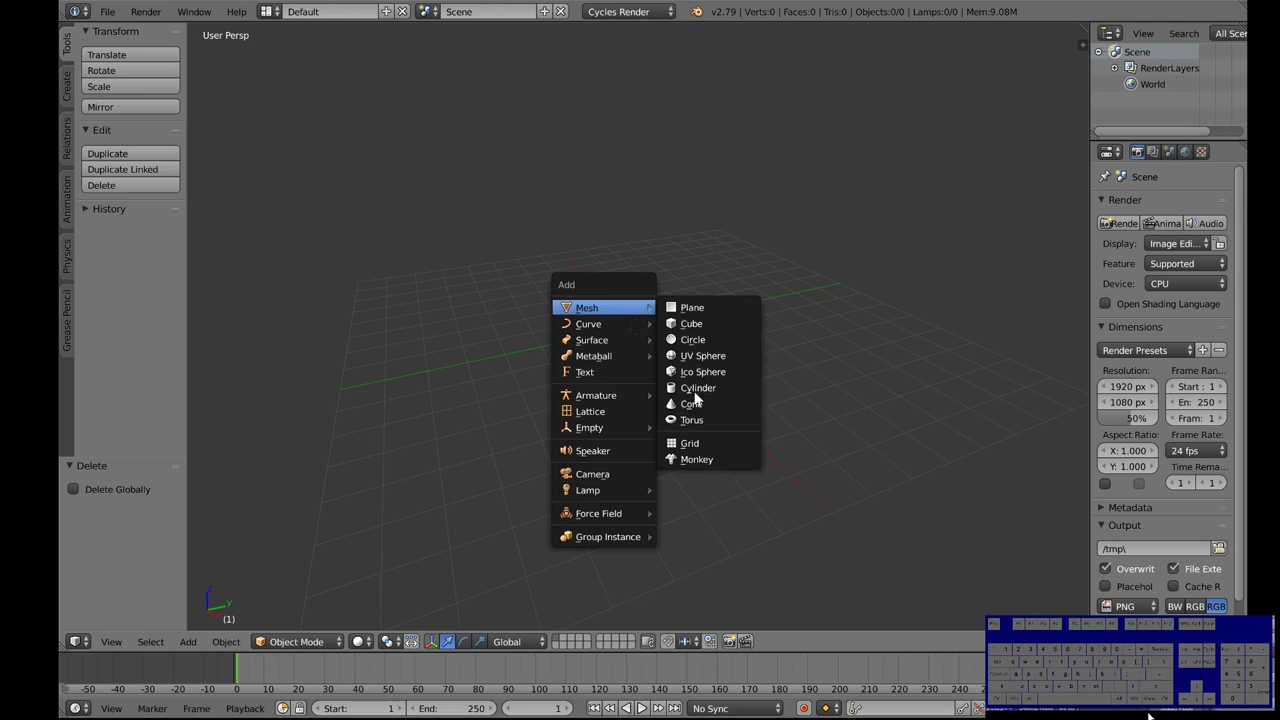 File Render Window Help Default Scene Cycles Render v2.79 | Verts:0 | Faces:0 | Tris:0 | Objects:0/0 | Lamps:0/0 | Mem:9.08M
Tools
Create
Relations
Animation
Physics
Grease Pencil
Transform
Translate
Rotate
Scale
Mirror
Edit
Duplicate
Duplicate Linked
Delete
History
Delete
Delete Globally
User Persp
(1)
Add
Mesh
Curve
Surface
Metaball
Text
Armature
Lattice
Empty
Speaker
Camera
Lamp
Force Field
Group Instance
Plane
Cube
Circle
UV Sphere
Ico Sphere
Cylinder
Cone
Torus
Grid
Monkey
View Search All Scen
Scene
RenderLayers
World
Scene
Render
Rende Anima Audio
Display: Image Edi...
Feature Supported
Device: CPU
Open Shading Language
Dimensions
Render Presets
Resolution: Frame Ran
1920 px Start : 1
1080 px En: 250
50% Fram: 1
Aspect Ratio: Frame Rate
X: 1.000 24 fps
Y: 1.000 Time Rema
1 1
Metadata
Output
/tmp\
Overwrit File Exte
Placehol Cache R
PNG BW RGB RGB
View Select Add Object Object Mode Global
-50 -40 -30 -20 -10 0 10 20 30 40 50 60 70 80 90 100 110 120 130 140 150 160 170 180 190 200 210 220 230 240 250
View Marker Frame Playback Start: 1 End: 250 1 No Sync